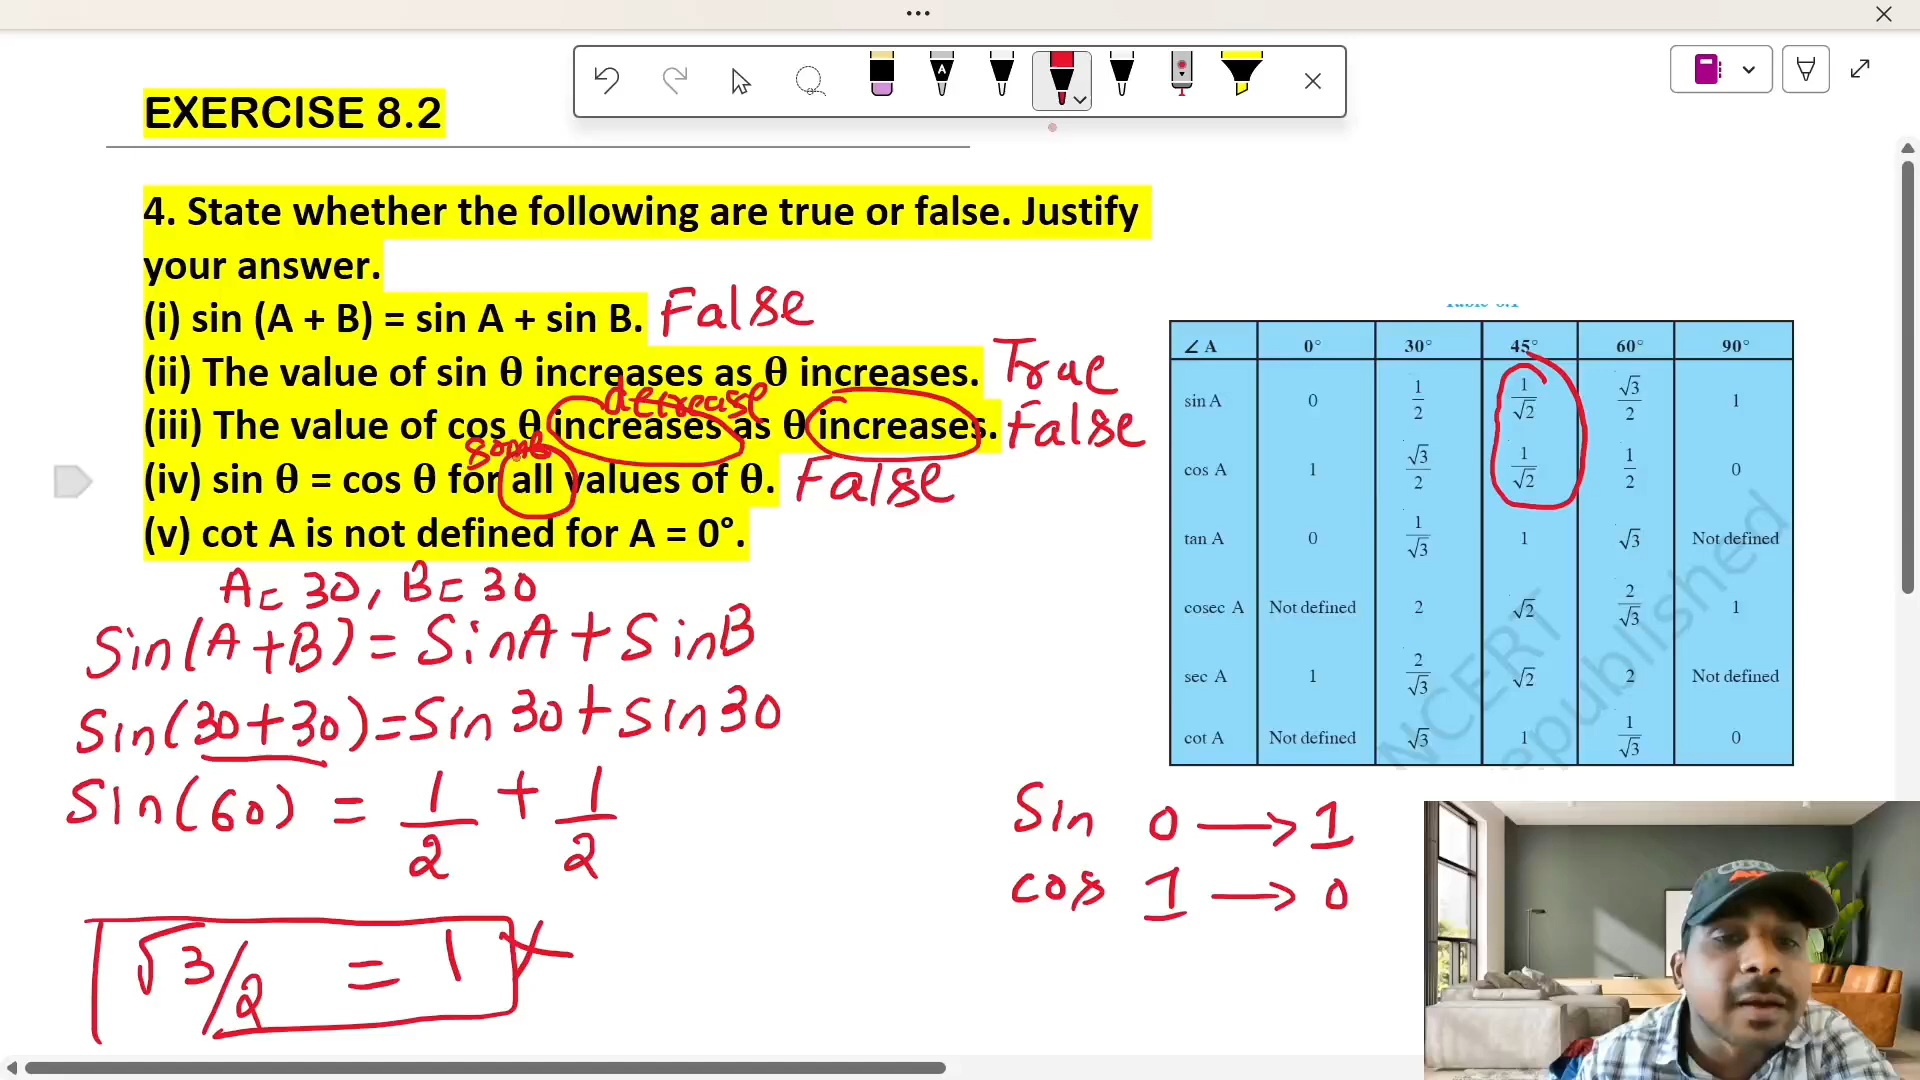 EXERCISE 8.2
4. State whether the following are true or false. Justify
your answer.
(i) sin (A + B) = sin A + sin B. False
(ii) The value of sin θ increases as θ increases. True
decrease
(iii) The value of cos θ increases as θ increases. False
some
(iv) sin θ = cos θ for all values of θ. False
(v) cot A is not defined for A = 0°.
A = 30, B = 30
Sin(A+B) = SinA + SinB
Sin(30+30) = Sin 30 + Sin 30
Sin(60) = 1/2 + 1/2
√3/2 = 1 ×
∠A 0° 30° 45° 60° 90°
sin A 0 1/2 1/√2 √3/2 1
cos A 1 √3/2 1/√2 1/2 0
tan A 0 1/√3 1 √3 Not defined
cosec A Not defined 2 √2 2/√3 1
sec A 1 2/√3 √2 2 Not defined
cot A Not defined √3 1 1/√3 0
NCERT
republished
Sin 0 → 1
cos 1 → 0